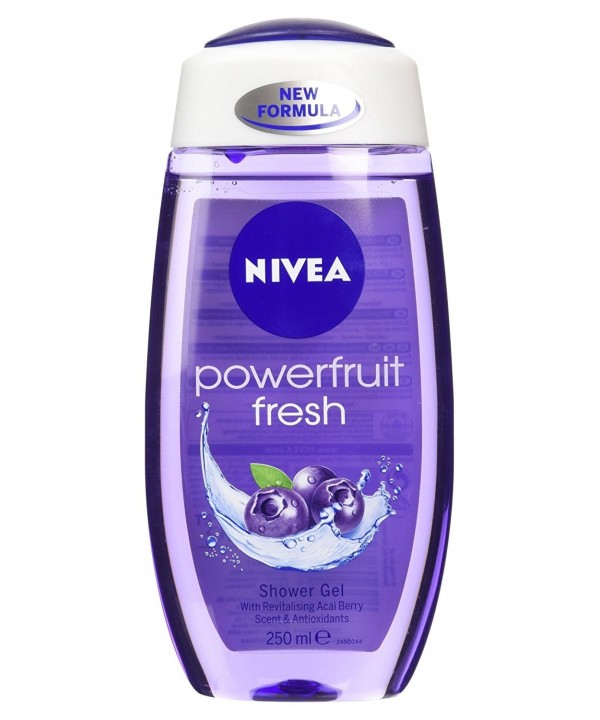 NEW
FORMULA
NIVEA
powerfruit
fresh
Shower Gel
With Revitalising Acai Berry
Scent & Antioxidants
250 ml ℮